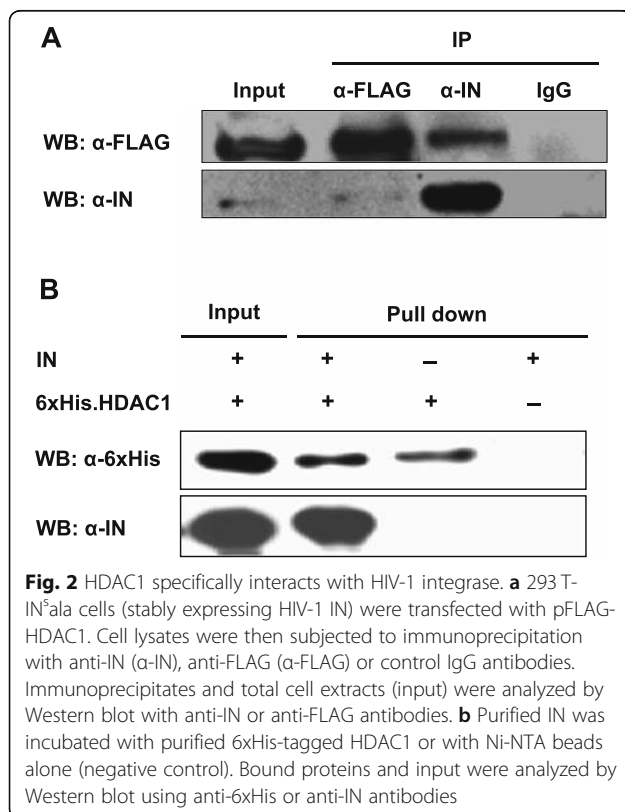 A
IP
Input α-FLAG α-IN IgG
WB: α-FLAG
WB: α-IN
B
Input Pull down
IN + + – +
6xHis.HDAC1 + + + –
WB: α-6xHis
WB: α-IN
Fig. 2 HDAC1 specifically interacts with HIV-1 integrase. a 293 T-
INˢala cells (stably expressing HIV-1 IN) were transfected with pFLAG-
HDAC1. Cell lysates were then subjected to immunoprecipitation
with anti-IN (α-IN), anti-FLAG (α-FLAG) or control IgG antibodies.
Immunoprecipitates and total cell extracts (input) were analyzed by
Western blot with anti-IN or anti-FLAG antibodies. b Purified IN was
incubated with purified 6xHis-tagged HDAC1 or with Ni-NTA beads
alone (negative control). Bound proteins and input were analyzed by
Western blot using anti-6xHis or anti-IN antibodies